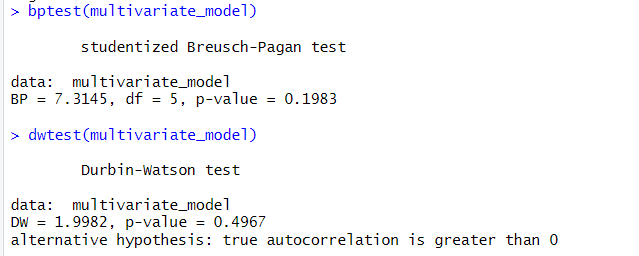 > bptest(multivariate_model)
studentized Breusch-Pagan test
data:  multivariate_model
BP = 7.3145, df = 5, p-value = 0.1983
> dwtest(multivariate_model)
Durbin-Watson test
data:  multivariate_model
DW = 1.9982, p-value = 0.4967
alternative hypothesis: true autocorrelation is greater than 0